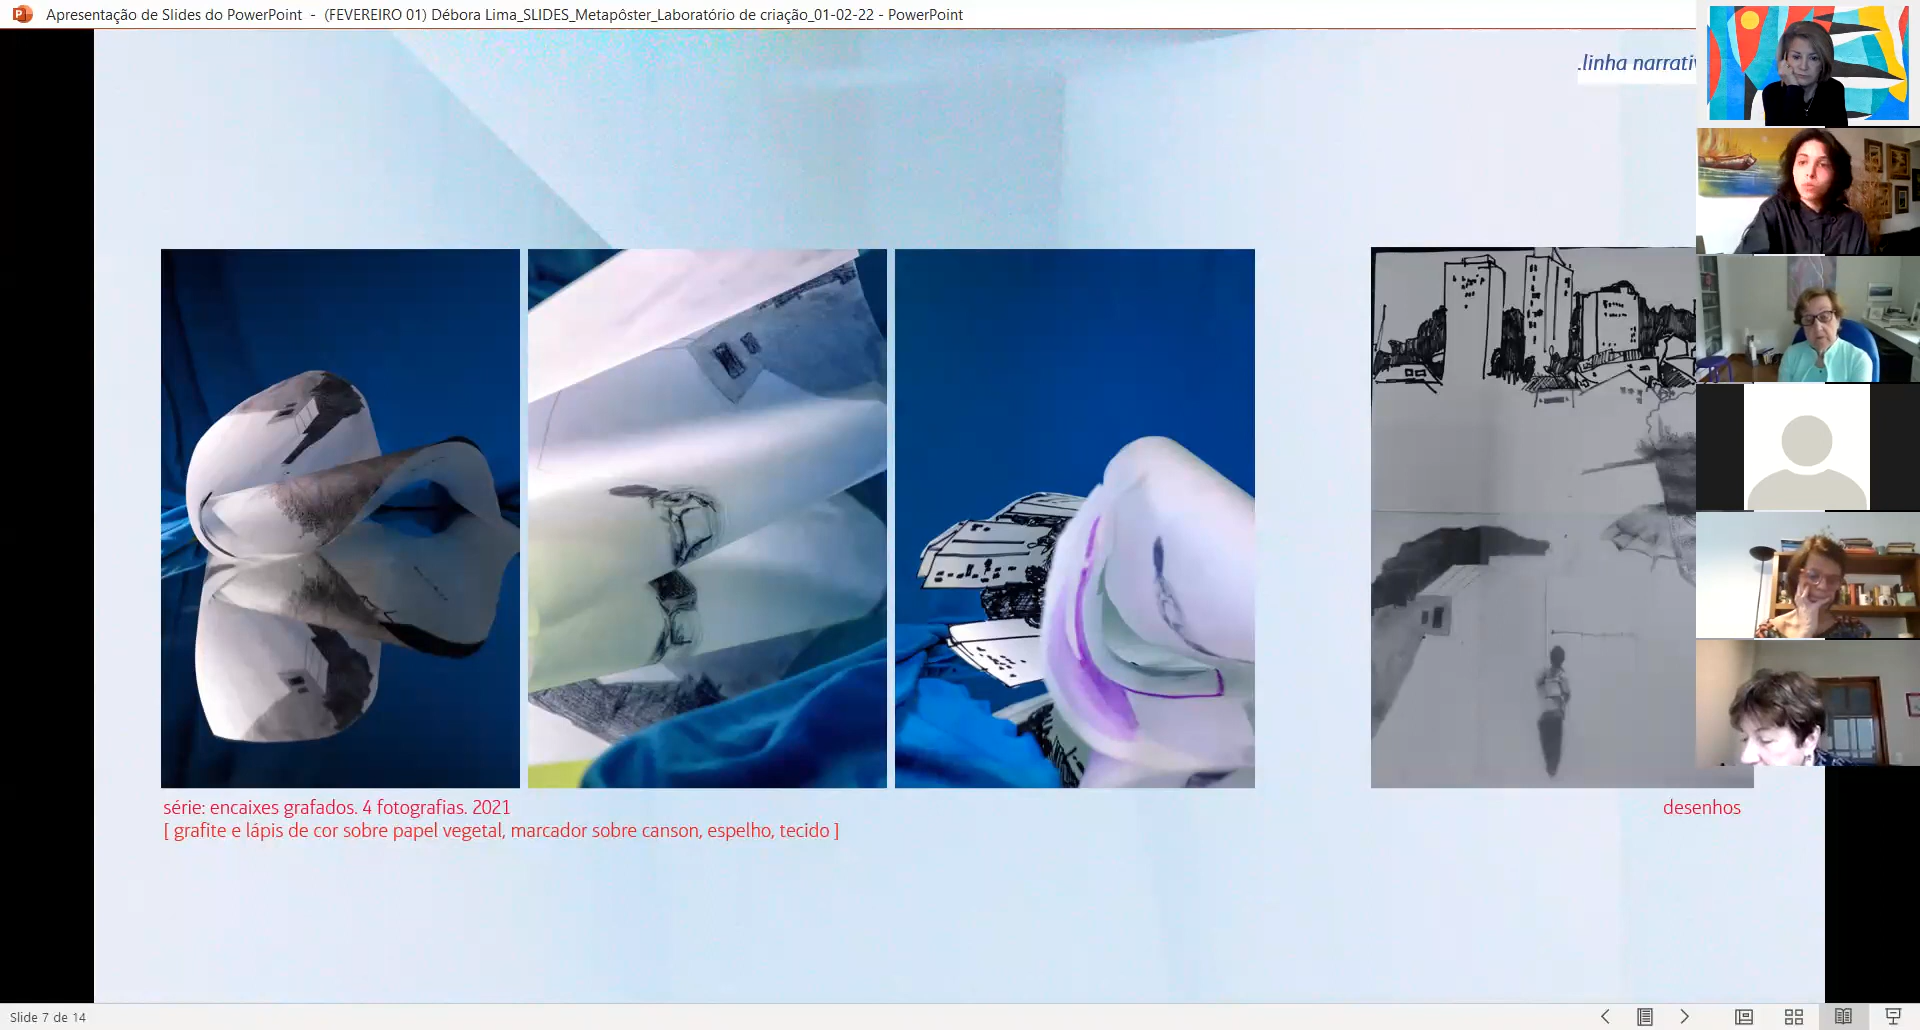 Apresentação de Slides do PowerPoint - (FEVEREIRO 01) Débora Lima_SLIDES_Metapôster_Laboratório de criação_01-02-22 - PowerPoint
.linha
série: encaixes grafados. 4 fotografias. 2021
[ grafite e lápis de cor sobre papel vegetal, marcador sobre canson, espelho, tecido ]
desenhos
Slide 7 de 14